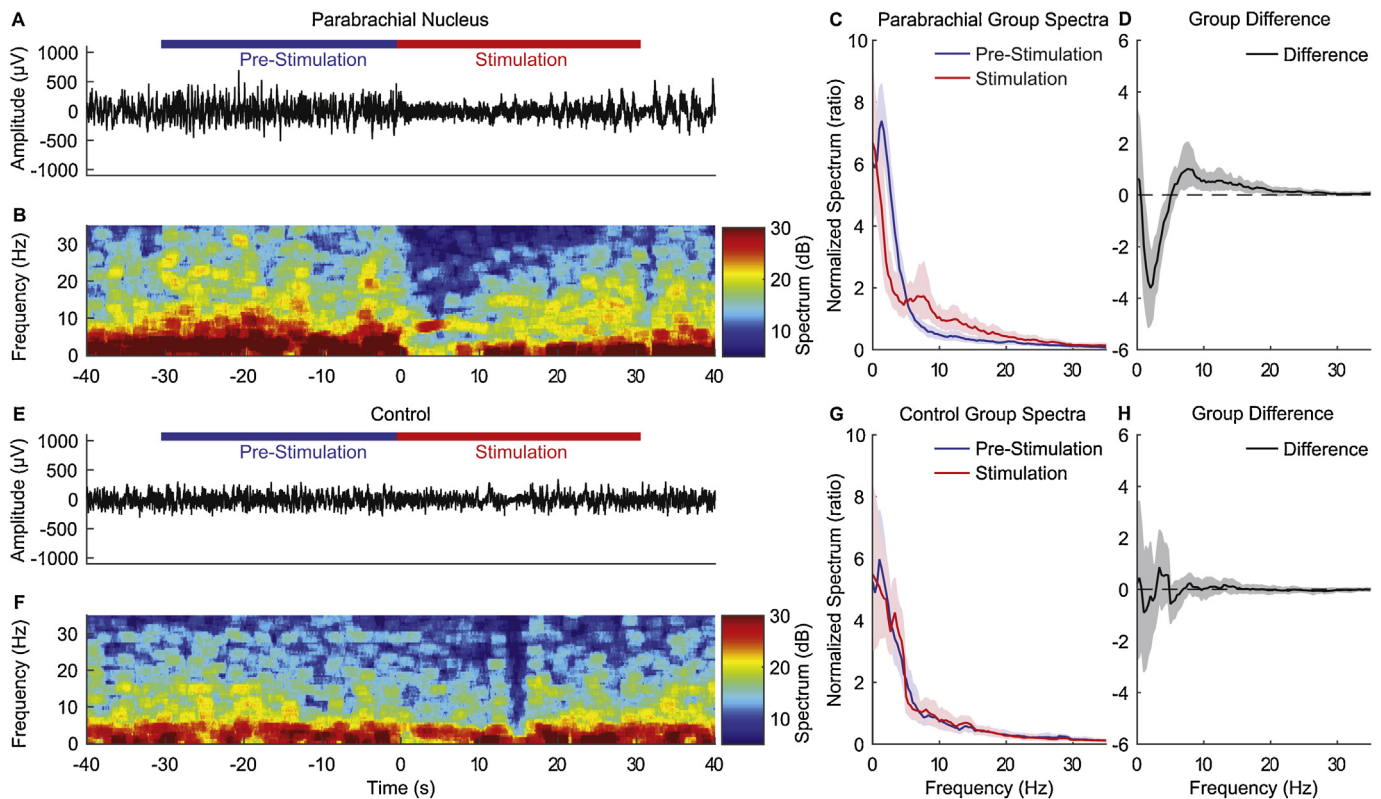 A Parabrachial Nucleus
Pre-Stimulation Stimulation
Amplitude (µV)
1000
500
0
-500
-1000
B
Frequency (Hz)
30
20
10
0
-40 -30 -20 -10 0 10 20 30 40
Spectrum (dB)
30
20
10
C Parabrachial Group Spectra
Pre-Stimulation
Stimulation
Normalized Spectrum (ratio)
10
8
6
4
2
0
0 10 20 30
D Group Difference
Difference
6
4
2
0
-2
-4
-6
0 10 20 30
E Control
Pre-Stimulation Stimulation
Amplitude (µV)
1000
500
0
-500
-1000
F
Frequency (Hz)
30
20
10
0
-40 -30 -20 -10 0 10 20 30 40
Time (s)
Spectrum (dB)
30
20
10
G Control Group Spectra
Pre-Stimulation
Stimulation
Normalized Spectrum (ratio)
10
8
6
4
2
0
0 10 20 30
Frequency (Hz)
H Group Difference
Difference
6
4
2
0
-2
-4
-6
0 10 20 30
Frequency (Hz)